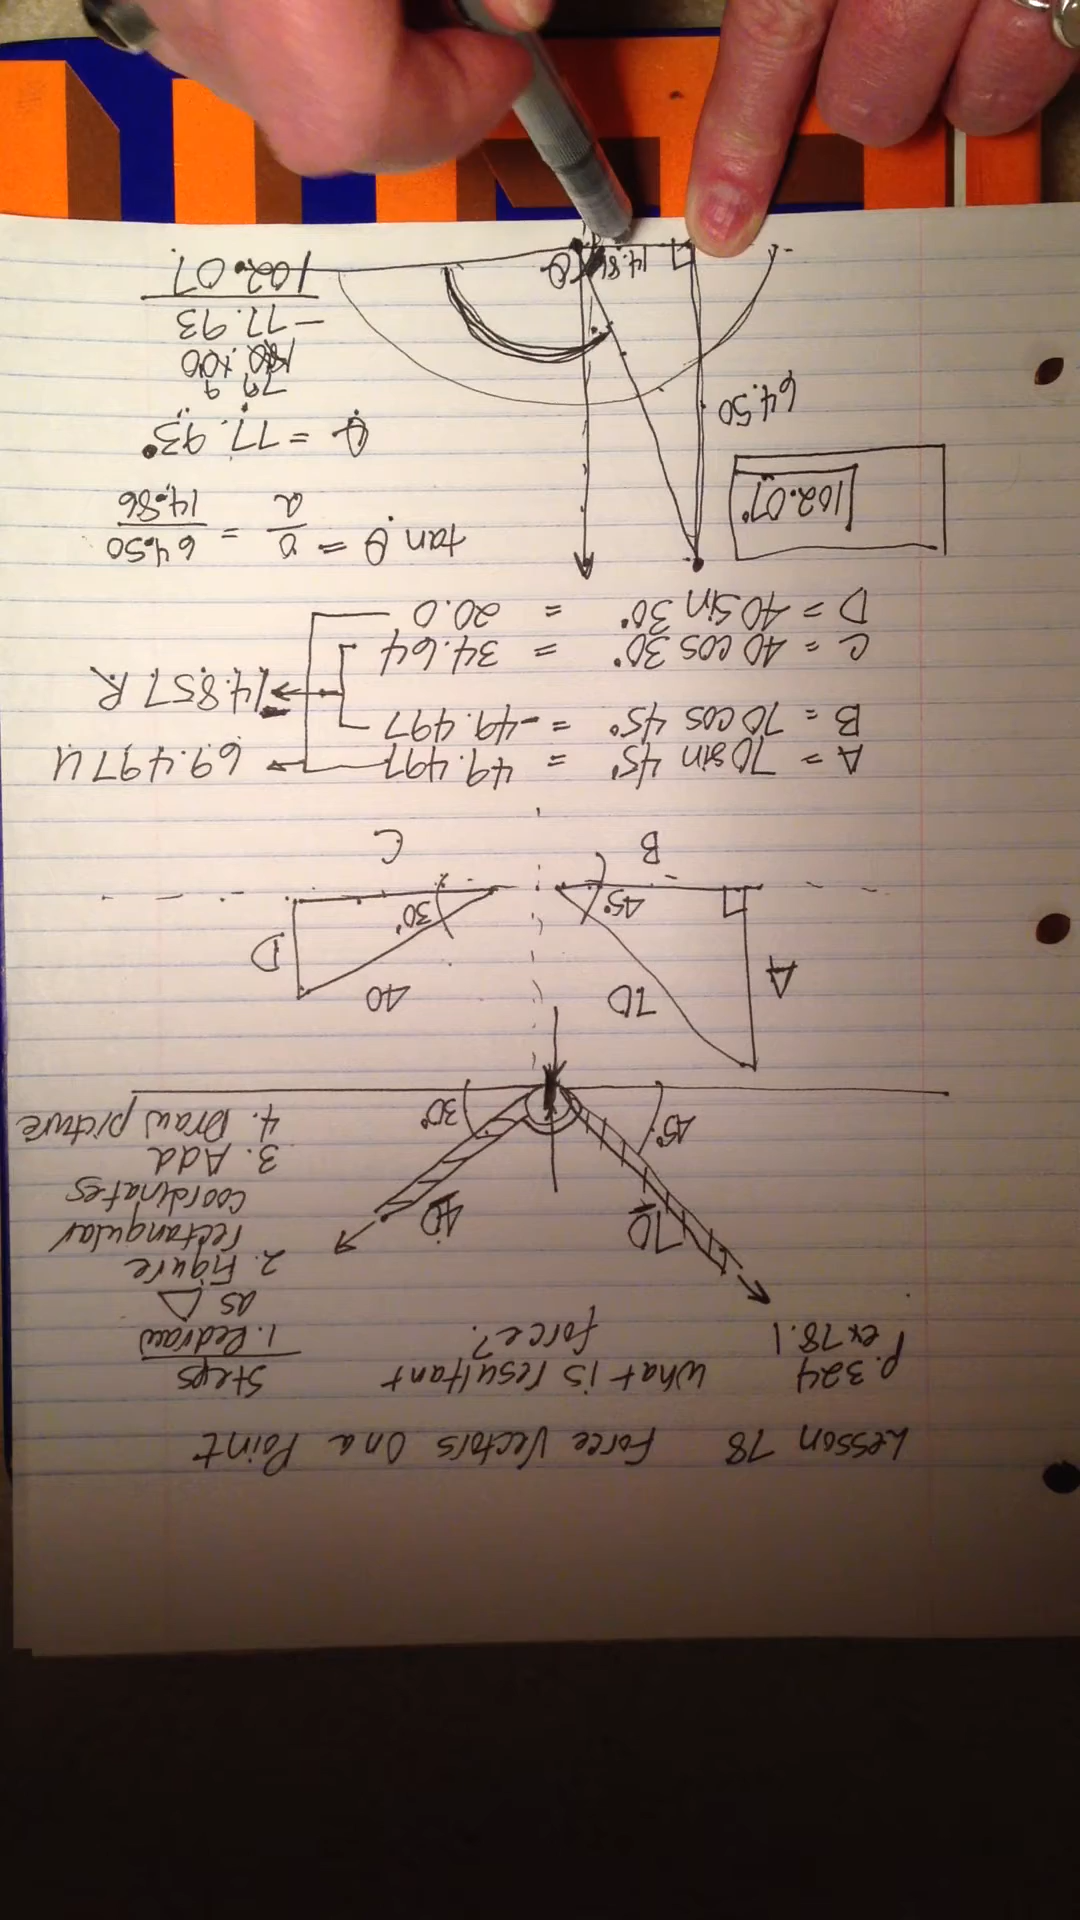 Lesson 78 Force Vectors On a Point
p.324 What is resultant
ex 78.1 force?
Steps
1. Redraw
as △
2. Figure
rectangular
coordinates
3. Add
4. Draw picture
70
40
45°
30°
70
40
A
45°
30°
D
B
C
A = 70 sin 45° = 49.497
69.497 U
B = 70 cos 45° = -49.497
14.857 R
C = 40 cos 30° = 34.64
D = 40 sin 30° = 20.0
tan θ = o/a = 64.50/14.86
θ = 77.93°
- 77.93
102.07
102.07°
64.50
14.86
θ